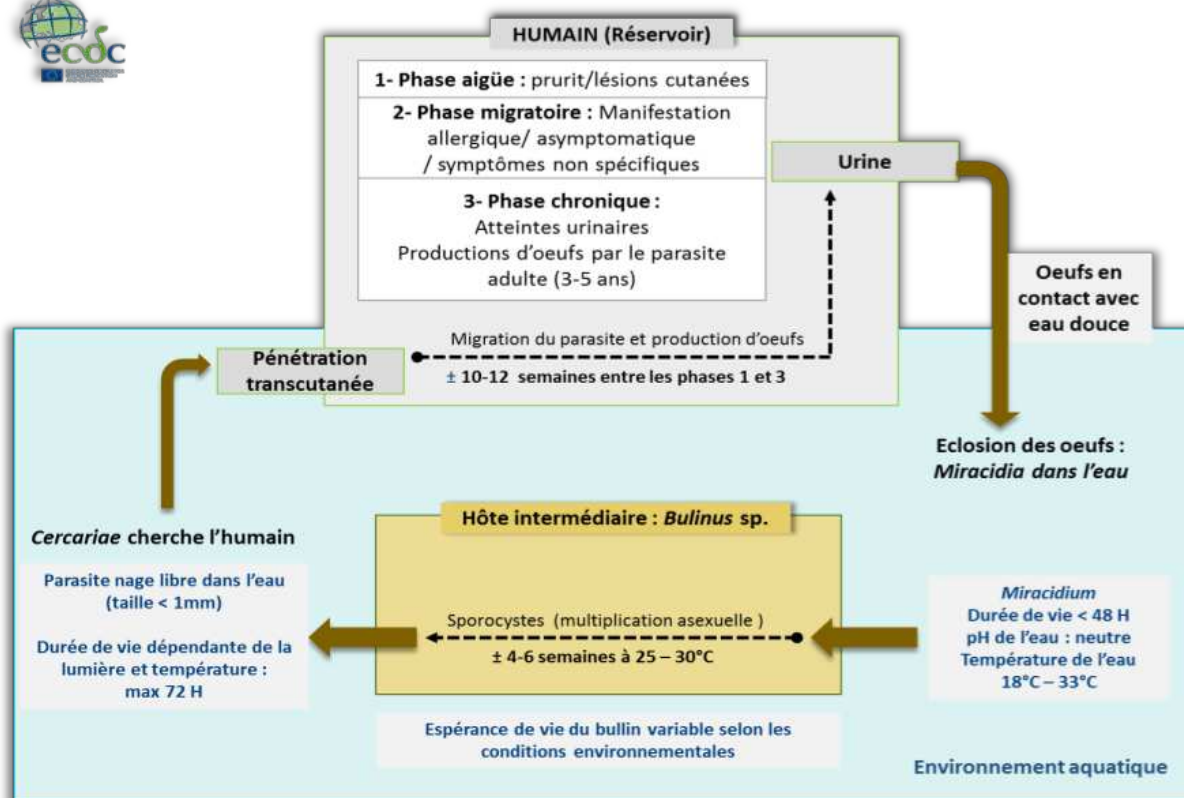 ecdc
HUMAIN (Réservoir)
1- Phase aigüe : prurit/lésions cutanées
2- Phase migratoire : Manifestation
allergique/ asymptomatique
/ symptômes non spécifiques
3- Phase chronique :
Atteintes urinaires
Productions d'oeufs par le parasite
adulte (3-5 ans)
Urine
Oeufs en
contact avec
eau douce
Migration du parasite et production d'oeufs
± 10-12 semaines entre les phases 1 et 3
Pénétration
transcutanée
Eclosion des oeufs :
Miracidia dans l'eau
Cercariae cherche l'humain
Parasite nage libre dans l'eau
(taille < 1mm)
Durée de vie dépendante de la
lumière et température :
max 72 H
Hôte intermédiaire : Bulinus sp.
Sporocystes (multiplication asexuelle )
± 4-6 semaines à 25 – 30°C
Miracidium
Durée de vie < 48 H
pH de l'eau : neutre
Température de l'eau
18°C – 33°C
Espérance de vie du bullin variable selon les
conditions environnementales
Environnement aquatique